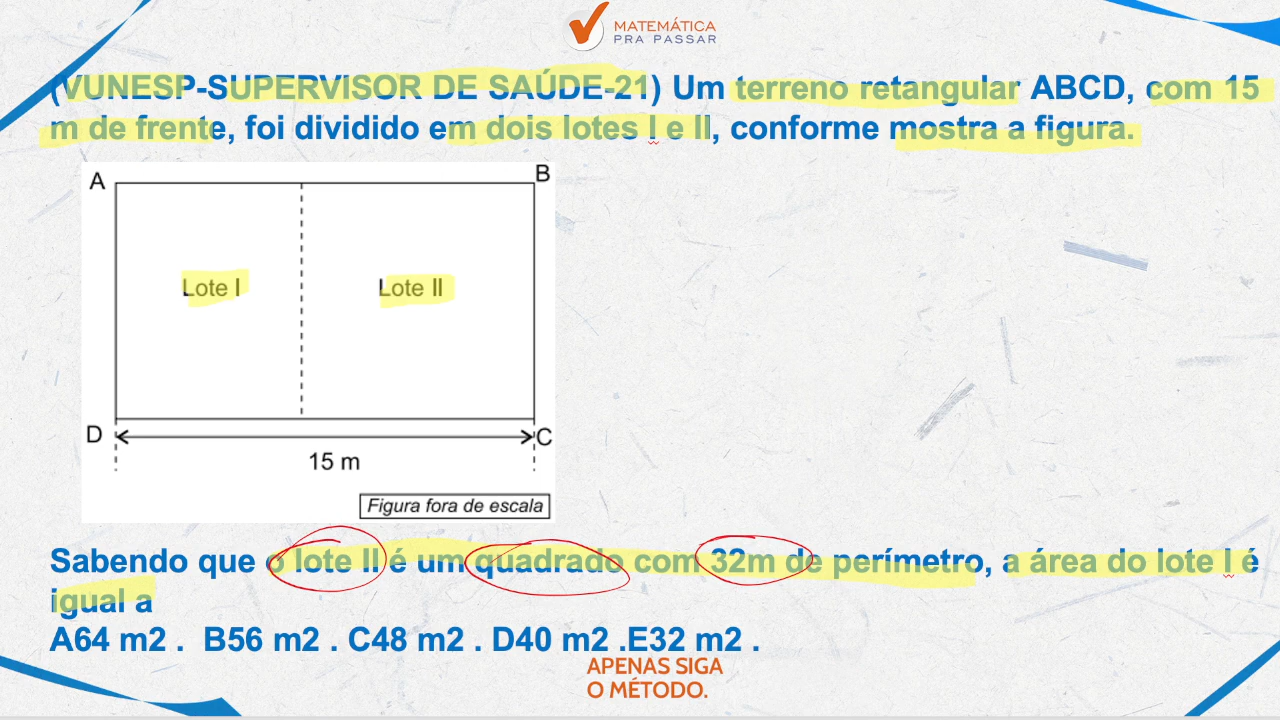 MATEMÁTICA
PRA PASSAR
(VUNESP-SUPERVISOR DE SAÚDE-21) Um terreno retangular ABCD, com 15
m de frente, foi dividido em dois lotes I e II, conforme mostra a figura.
A
B
Lote I
Lote II
D
C
15 m
Figura fora de escala
Sabendo que o lote II é um quadrado com 32m de perímetro, a área do lote I é
igual a
A64 m2 . B56 m2 . C48 m2 . D40 m2 .E32 m2 .
APENAS SIGA
O MÉTODO.